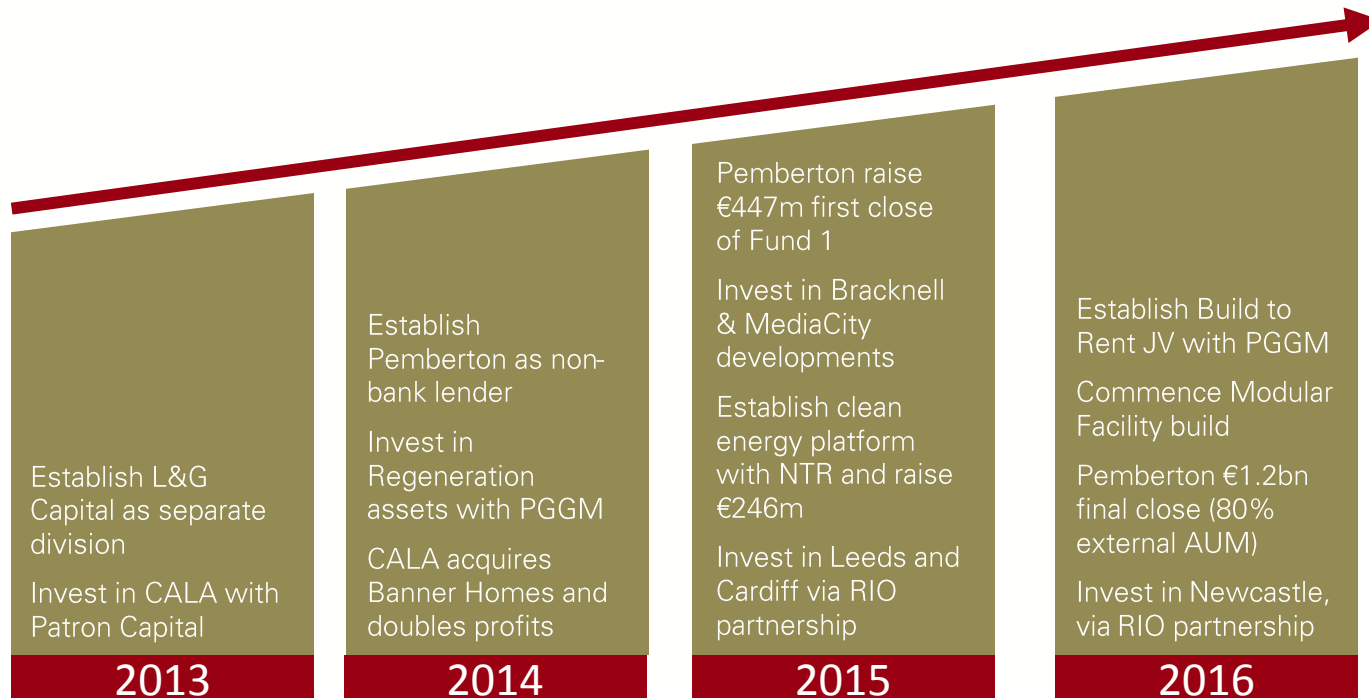 Establish L&G
Capital as separate
division
Invest in CALA with
Patron Capital
2013
Establish
Pemberton as non-
bank lender
Invest in
Regeneration
assets with PGGM
CALA acquires
Banner Homes and
doubles profits
2014
Pemberton raise
€447m first close
of Fund 1
Invest in Bracknell
& MediaCity
developments
Establish clean
energy platform
with NTR and raise
€246m
Invest in Leeds and
Cardiff via RIO
partnership
2015
Establish Build to
Rent JV with PGGM
Commence Modular
Facility build
Pemberton €1.2bn
final close (80%
external AUM)
Invest in Newcastle,
via RIO partnership
2016